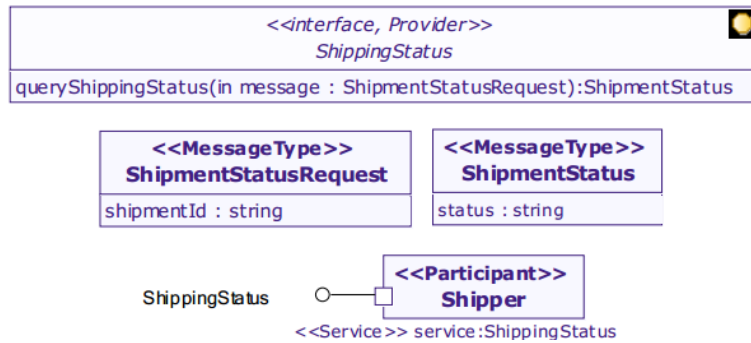 <<interface, Provider>>
ShippingStatus
queryShippingStatus(in message : ShipmentStatusRequest):ShipmentStatus
<<MessageType>>
ShipmentStatusRequest
shipmentId : string
<<MessageType>>
ShipmentStatus
status : string
ShippingStatus
<<Participant>>
Shipper
<<Service>> service:ShippingStatus